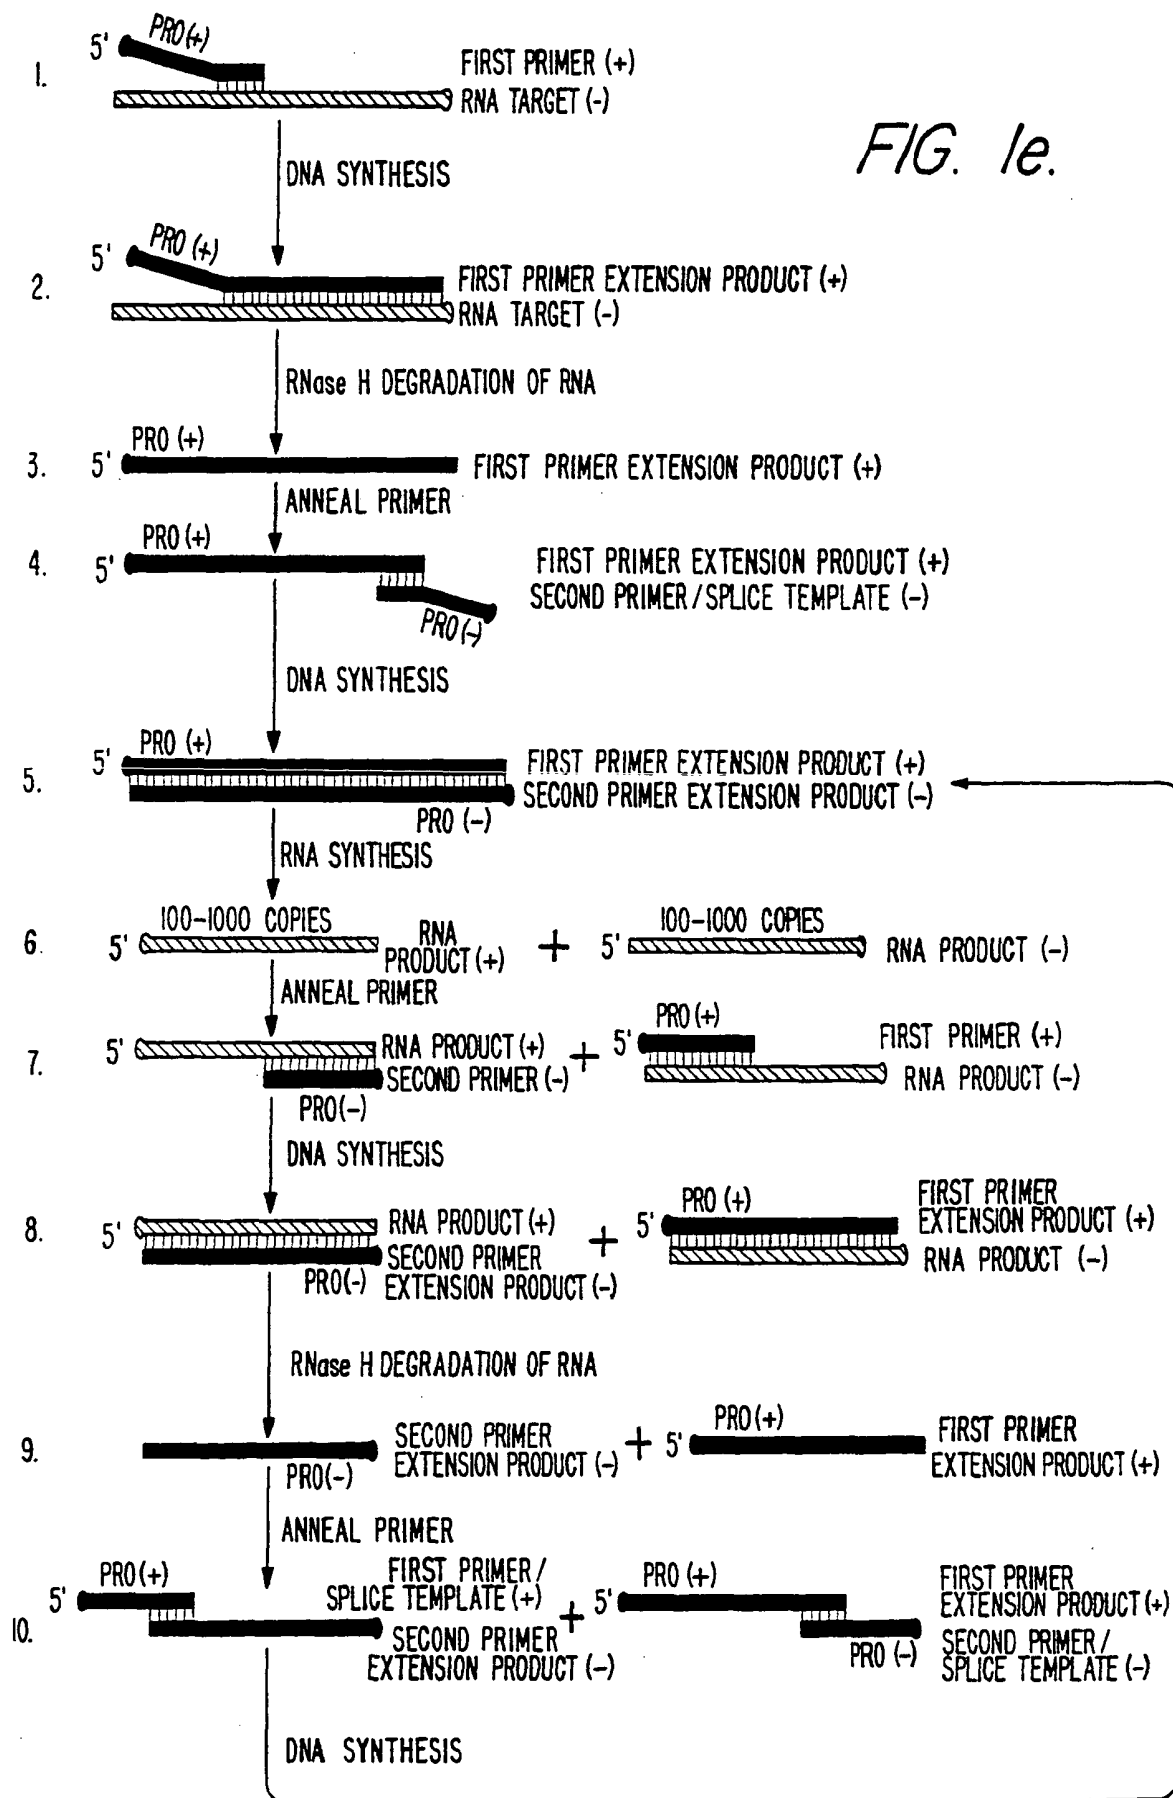 FIG. 1e.
1.
5'
PRO(+)
FIRST PRIMER (+)
RNA TARGET (-)
DNA SYNTHESIS
2.
5'
PRO (+)
FIRST PRIMER EXTENSION PRODUCT (+)
RNA TARGET (-)
RNase H DEGRADATION OF RNA
3.
5'
PRO (+)
FIRST PRIMER EXTENSION PRODUCT (+)
ANNEAL PRIMER
4.
5'
PRO (+)
FIRST PRIMER EXTENSION PRODUCT (+)
SECOND PRIMER/SPLICE TEMPLATE (-)
PRO(-)
DNA SYNTHESIS
5.
5'
PRO (+)
FIRST PRIMER EXTENSION PRODUCT (+)
SECOND PRIMER EXTENSION PRODUCT (-)
PRO (-)
RNA SYNTHESIS
6.
5'
100-1000 COPIES
RNA
PRODUCT (+)
+
5'
100-1000 COPIES
RNA PRODUCT (-)
ANNEAL PRIMER
7.
5'
RNA PRODUCT (+)
SECOND PRIMER (-)
PRO(-)
+
5'
PRO(+)
FIRST PRIMER (+)
RNA PRODUCT (-)
DNA SYNTHESIS
8.
5'
RNA PRODUCT (+)
SECOND PRIMER
EXTENSION PRODUCT (-)
PRO(-)
+
5'
PRO (+)
FIRST PRIMER
EXTENSION PRODUCT (+)
RNA PRODUCT (-)
RNase H DEGRADATION OF RNA
9.
SECOND PRIMER
EXTENSION PRODUCT (-)
PRO(-)
+
5'
PRO(+)
FIRST PRIMER
EXTENSION PRODUCT (+)
ANNEAL PRIMER
10.
5'
PRO(+)
FIRST PRIMER/
SPLICE TEMPLATE (+)
SECOND PRIMER
EXTENSION PRODUCT (-)
+
5'
PRO (+)
FIRST PRIMER
EXTENSION PRODUCT (+)
SECOND PRIMER/
SPLICE TEMPLATE (-)
PRO (-)
DNA SYNTHESIS